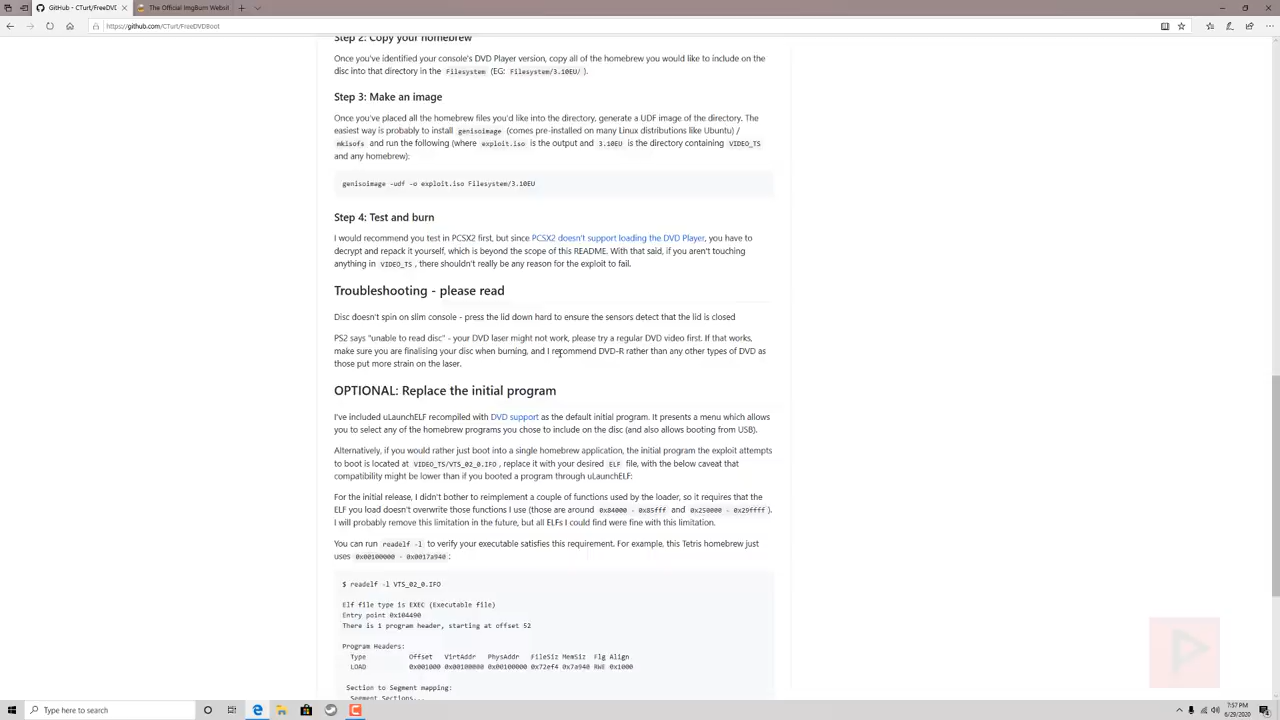 GitHub - CTurt/FreeDVDBoot
The Official ImgBurn Websi
https://github.com/CTurt/FreeDVDBoot
Step 2: Copy your homebrew
Once you've identified your console's DVD Player version, copy all of the homebrew you would like to include on the
disc into that directory in the Filesystem (EG: Filesystem/3.10EU/ ).
Step 3: Make an image
Once you've placed all the homebrew files you'd like into the directory, generate a UDF image of the directory. The
easiest way is probably to install genisoimage (comes pre-installed on many Linux distributions like Ubuntu) /
mkisofs and run the following (where exploit.iso is the output and 3.10EU is the directory containing VIDEO_TS
and any homebrew):
genisoimage -udf -o exploit.iso Filesystem/3.10EU
Step 4: Test and burn
I would recommend you test in PCSX2 first, but since PCSX2 doesn't support loading the DVD Player, you have to
decrypt and repack it yourself, which is beyond the scope of this README. With that said, if you aren't touching
anything in VIDEO_TS , there shouldn't really be any reason for the exploit to fail.
Troubleshooting - please read
Disc doesn't spin on slim console - press the lid down hard to ensure the sensors detect that the lid is closed
PS2 says "unable to read disc" - your DVD laser might not work, please try a regular DVD video first. If that works,
make sure you are finalising your disc when burning, and I recommend DVD-R rather than any other types of DVD as
those put more strain on the laser.
OPTIONAL: Replace the initial program
I've included uLaunchELF recompiled with DVD support as the default initial program. It presents a menu which allows
you to select any of the homebrew programs you chose to include on the disc (and also allows booting from USB).
Alternatively, if you would rather just boot into a single homebrew application, the initial program the exploit attempts
to boot is located at VIDEO_TS/VTS_02_0.IFO , replace it with your desired ELF file, with the below caveat that
compatibility might be lower than if you booted a program through uLaunchELF:
For the initial release, I didn't bother to reimplement a couple of functions used by the loader, so it requires that the
ELF you load doesn't overwrite those functions I use (those are around 0x84000 - 0x85fff and 0x250000 - 0x29ffff ).
I will probably remove this limitation in the future, but all ELFs I could find were fine with this limitation.
You can run readelf -l to verify your executable satisfies this requirement. For example, this Tetris homebrew just
uses 0x00100000 - 0x0017a940 :
$ readelf -l VTS_02_0.IFO
Elf file type is EXEC (Executable file)
Entry point 0x104490
There is 1 program header, starting at offset 52
Program Headers:
Type Offset VirtAddr PhysAddr FileSiz MemSiz Flg Align
LOAD 0x001000 0x00100000 0x00100000 0x72ef4 0x7a940 RWE 0x1000
Section to Segment mapping:
Segment Sections...
Type here to search
7:57 PM
6/29/2020